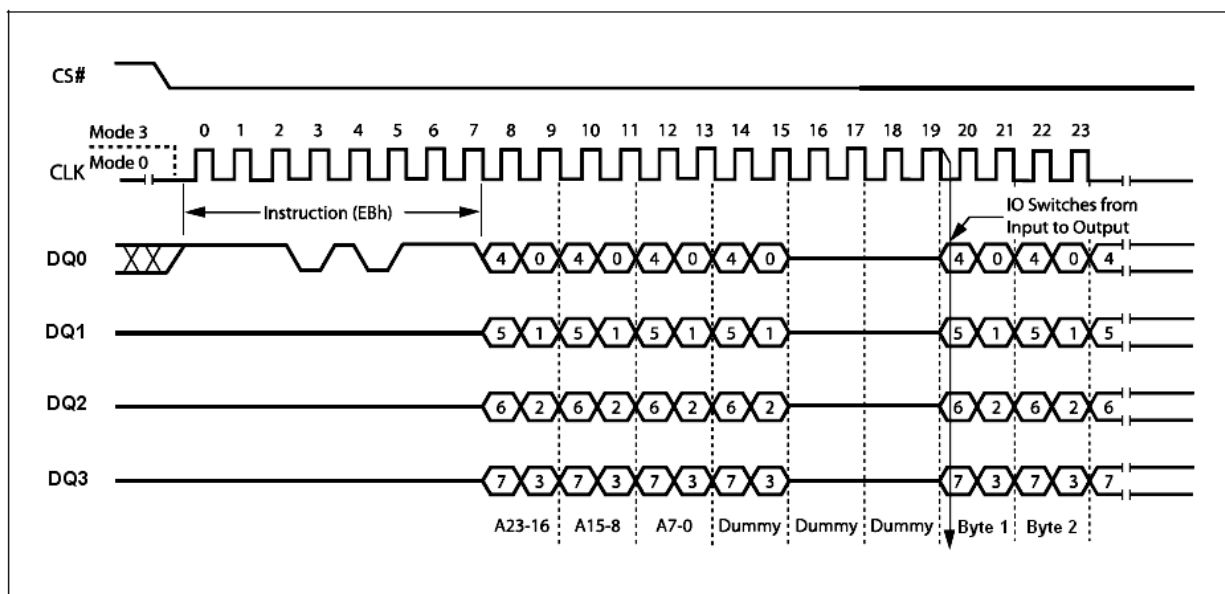 CS#
Mode 3
0 1 2 3 4 5 6 7 8 9 10 11 12 13 14 15 16 17 18 19 20 21 22 23
Mode 0
CLK
Instruction (EBh)
IO Switches from
Input to Output
DQ0 4 0 4 0 4 0 4 0 4 0 4 0 4
DQ1 5 1 5 1 5 1 5 1 5 1 5 1 5
DQ2 6 2 6 2 6 2 6 2 6 2 6 2 6
DQ3 7 3 7 3 7 3 7 3 7 3 7 3 7
A23-16 A15-8 A7-0 Dummy Dummy Dummy Byte 1 Byte 2